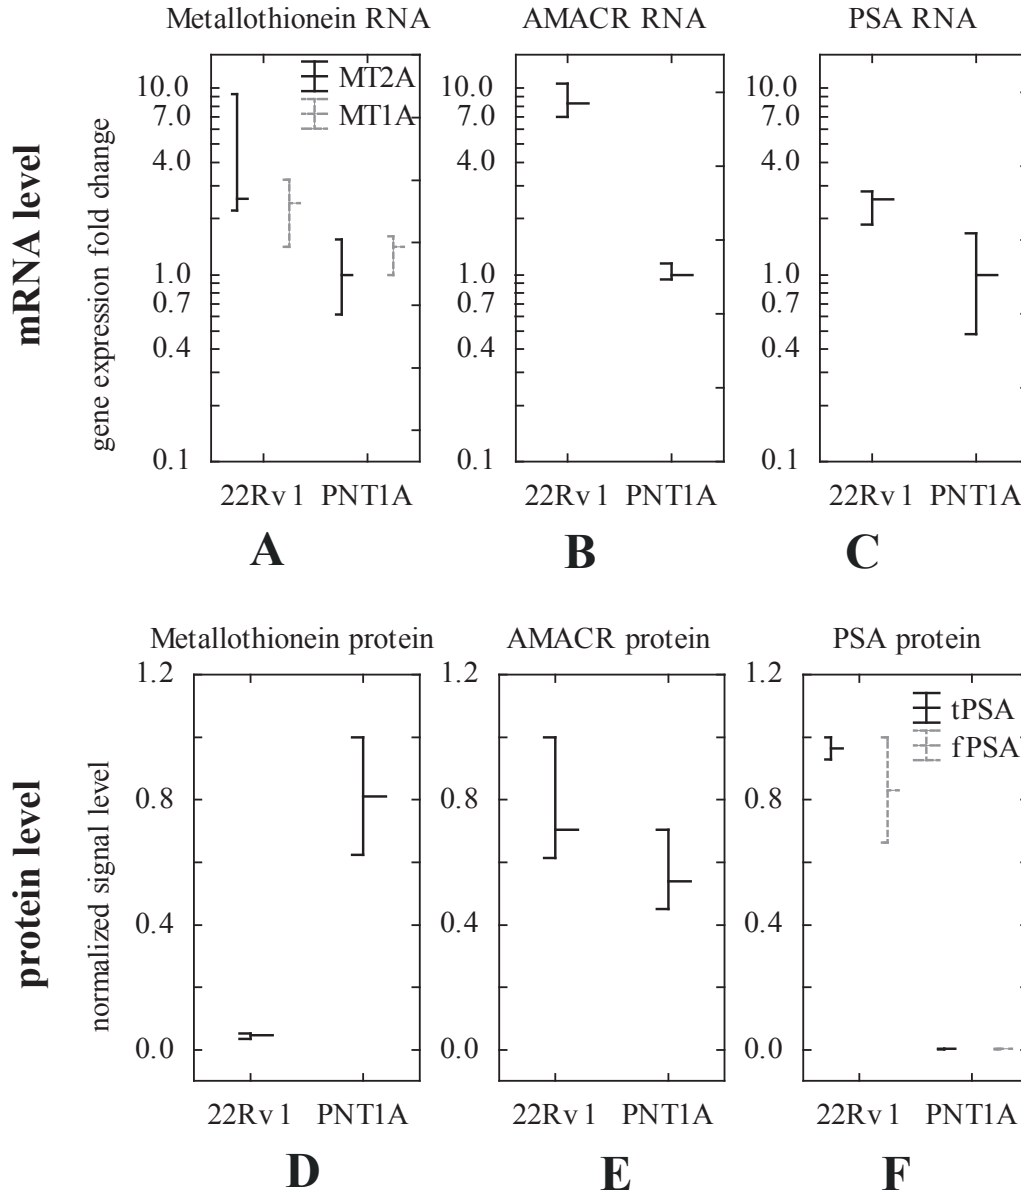 Metallothionein RNA
AMACR RNA
PSA RNA
mRNA level
gene expression fold change
10.0
7.0
4.0
1.0
0.7
0.4
0.1
MT2A
MT1A
22Rv1
PNT1A
10.0
7.0
4.0
1.0
0.7
0.4
0.1
22Rv1
PNT1A
10.0
7.0
4.0
1.0
0.7
0.4
0.1
22Rv1
PNT1A
A
B
C
Metallothionein protein
AMACR protein
PSA protein
protein level
normalized signal level
1.2
0.8
0.4
0.0
22Rv1
PNT1A
1.2
0.8
0.4
0.0
22Rv1
PNT1A
1.2
0.8
0.4
0.0
tPSA
fPSA
22Rv1
PNT1A
D
E
F